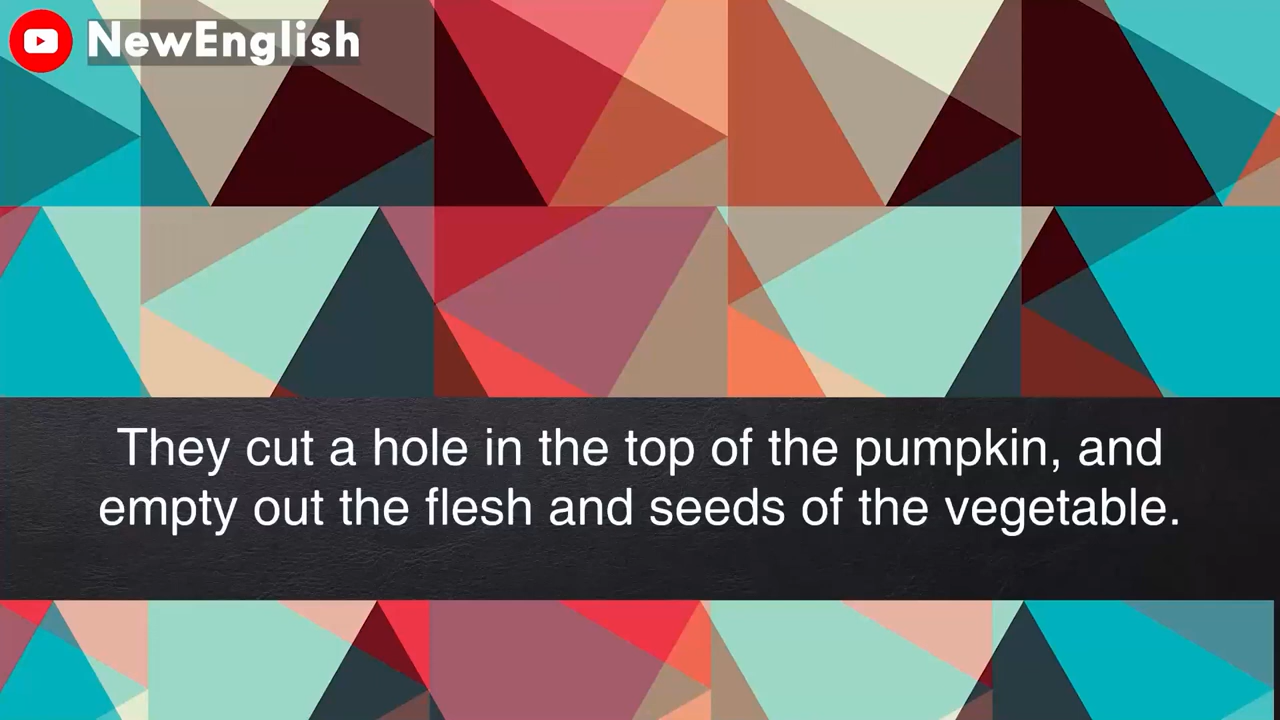 NewEnglish
They cut a hole in the top of the pumpkin, and
empty out the flesh and seeds of the vegetable.